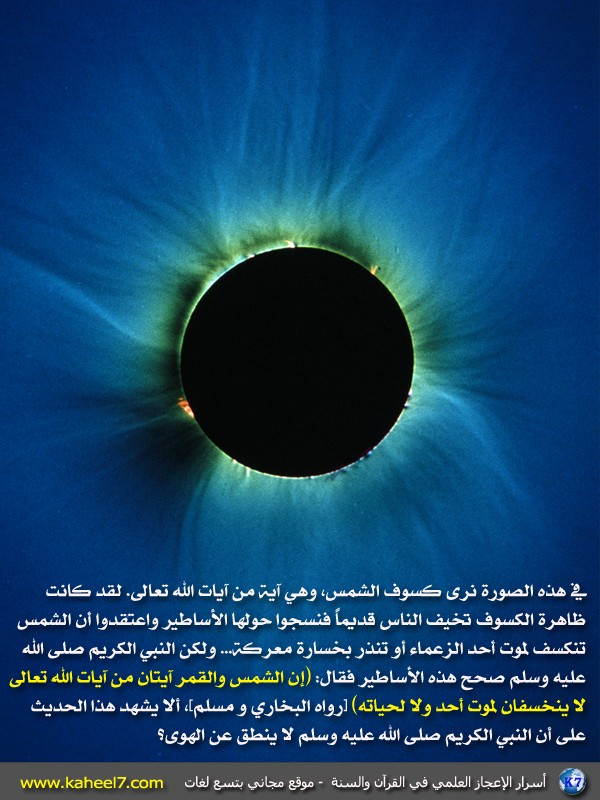 في هذه الصورة نرى كسوف الشمس، وهي آية من آيات الله تعالى. لقد كانت
ظاهرة الكسوف تخيف الناس قديماً فنسجوا حولها الأساطير واعتقدوا أن الشمس
تنكسف لموت أحد الزعماء أو تنذر بخسارة معركة... ولكن النبي الكريم صلى الله
عليه وسلم صحح هذه الأساطير فقال: (إن الشمس والقمر آيتان من آيات الله تعالى
لا ينخسفان لموت أحد ولا لحياته) [رواه البخاري و مسلم]، ألا يشهد هذا الحديث
على أن النبي الكريم صلى الله عليه وسلم لا ينطق عن الهوى؟
K7 أسرار الإعجاز العلمي في القرآن والسنة - موقع مجاني بتسع لغات www.kaheel7.com